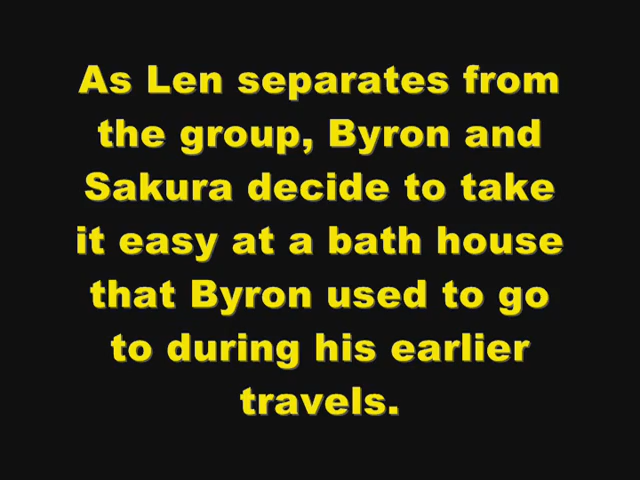 As Len separates from
the group, Byron and
Sakura decide to take
it easy at a bath house
that Byron used to go
to during his earlier
travels.